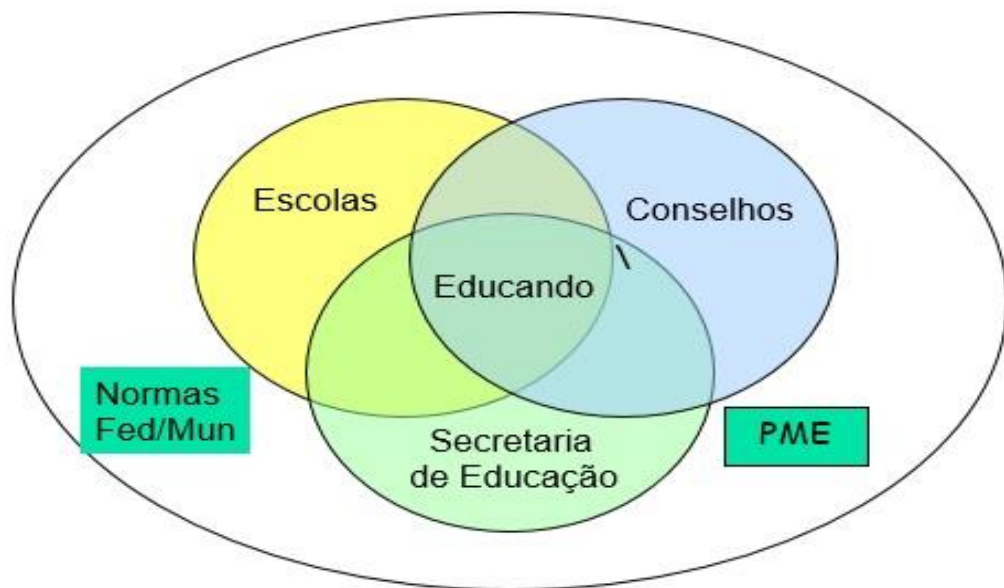 Escolas
Conselhos
Educando
Normas
Fed/Mun
PME
Secretaria
de Educação